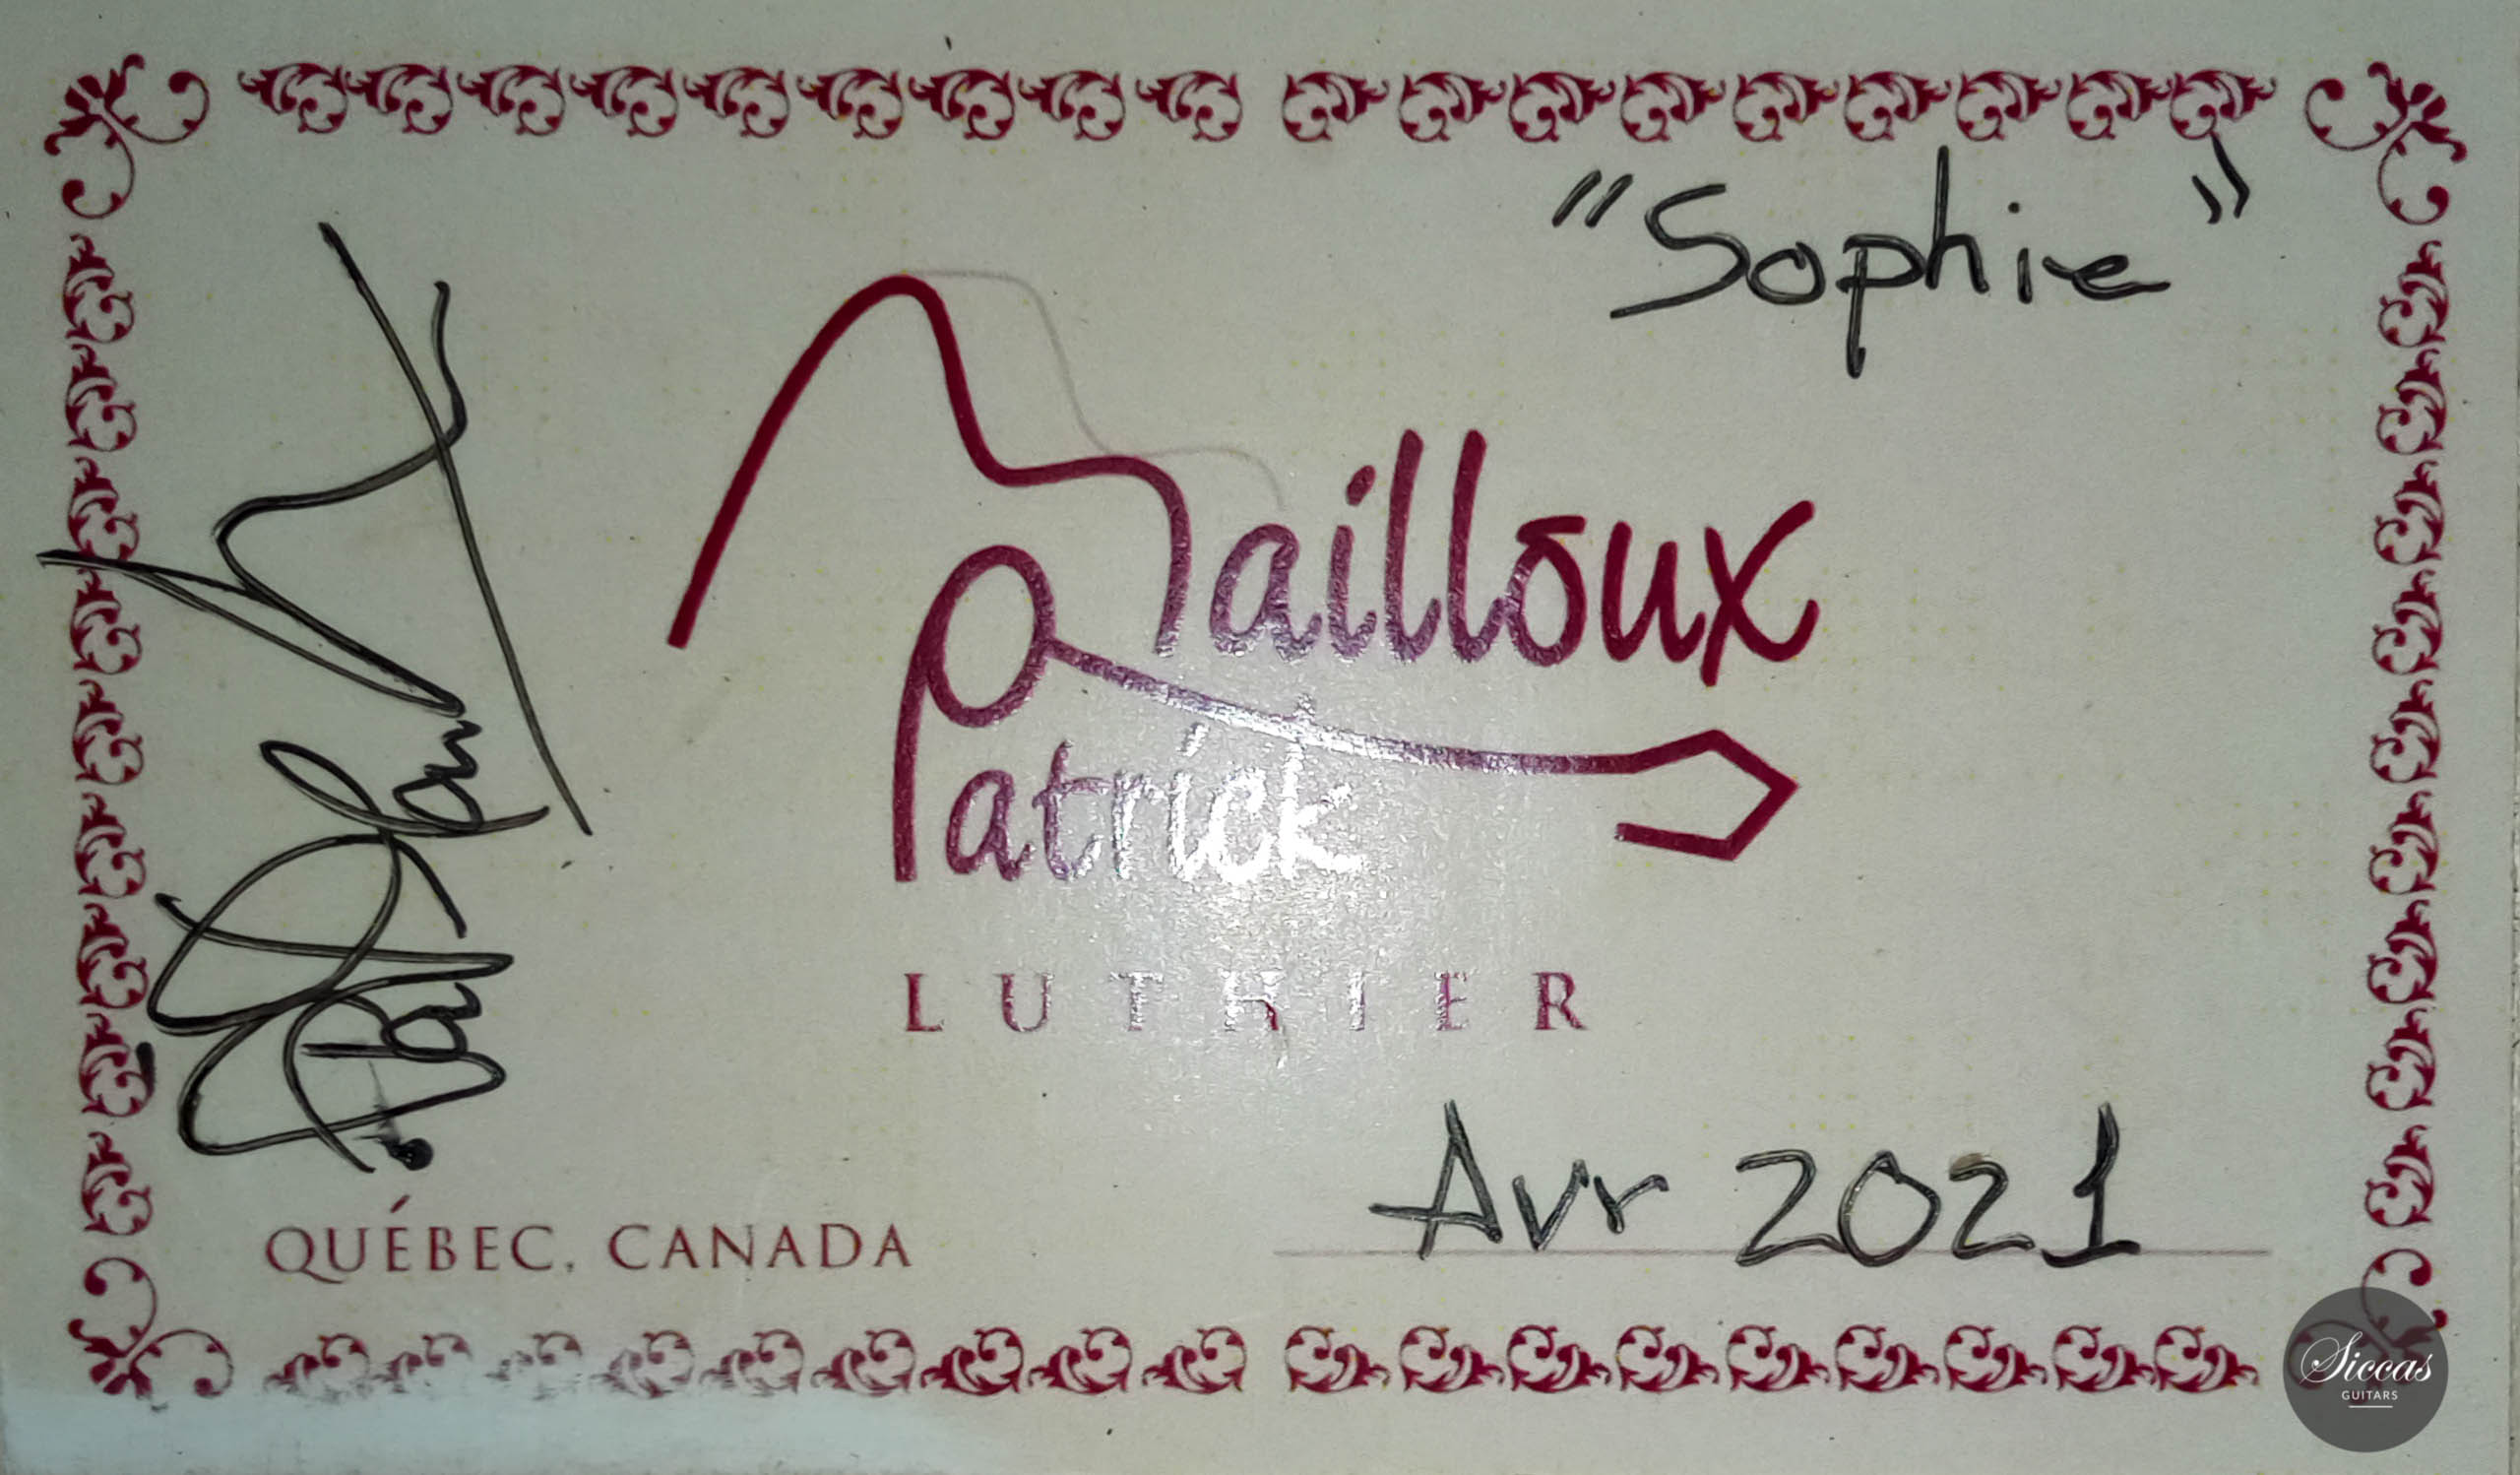 "Sophie"
Mailloux
Patrick
LUTHIER
Avr 2021
QUÉBEC, CANADA
Siccas
GUITARS